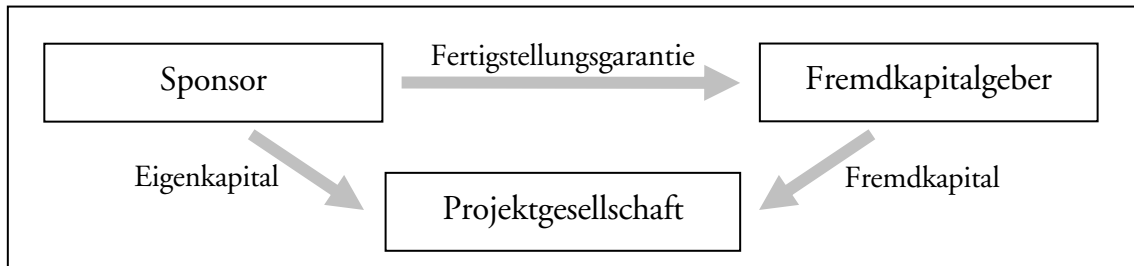 Fertigstellungsgarantie
Sponsor
Fremdkapitalgeber
Eigenkapital
Fremdkapital
Projektgesellschaft